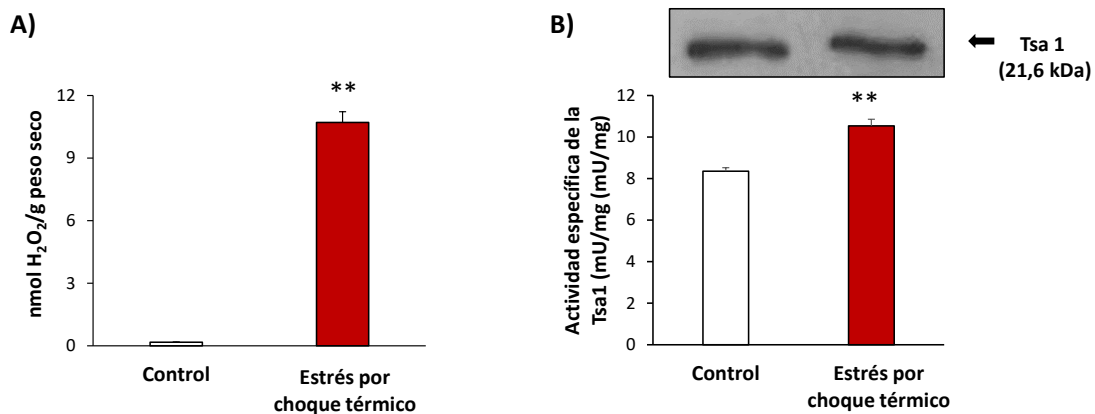 A)
nmol H₂O₂/g peso seco
12
9
6
3
0
**
Control
Estrés por
choque térmico
B)
Tsa 1
(21,6 kDa)
Actividad específica de la
Tsa1 (mU/mg (mU/mg)
12
10
8
6
4
2
0
**
Control
Estrés por
choque térmico